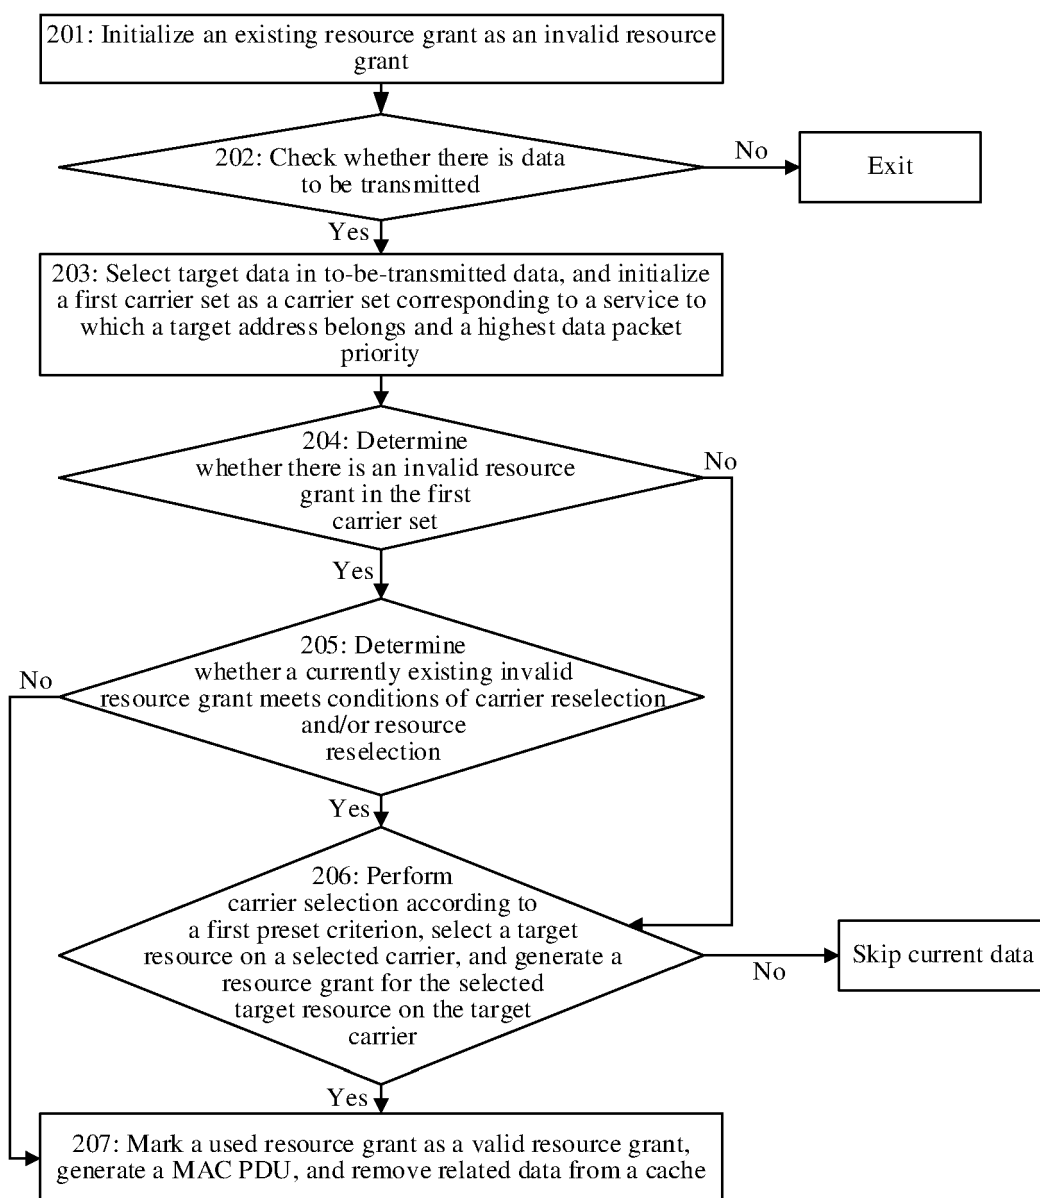 201: Initialize an existing resource grant as an invalid resource
grant
202: Check whether there is data
to be transmitted
No
Exit
Yes
203: Select target data in to-be-transmitted data, and initialize
a first carrier set as a carrier set corresponding to a service to
which a target address belongs and a highest data packet
priority
204: Determine
whether there is an invalid resource
grant in the first
carrier set
No
Yes
205: Determine
whether a currently existing invalid
resource grant meets conditions of carrier reselection
and/or resource
reselection
No
Yes
206: Perform
carrier selection according to
a first preset criterion, select a target
resource on a selected carrier, and generate a
resource grant for the selected
target resource on the target
carrier
No
Skip current data
Yes
207: Mark a used resource grant as a valid resource grant,
generate a MAC PDU, and remove related data from a cache